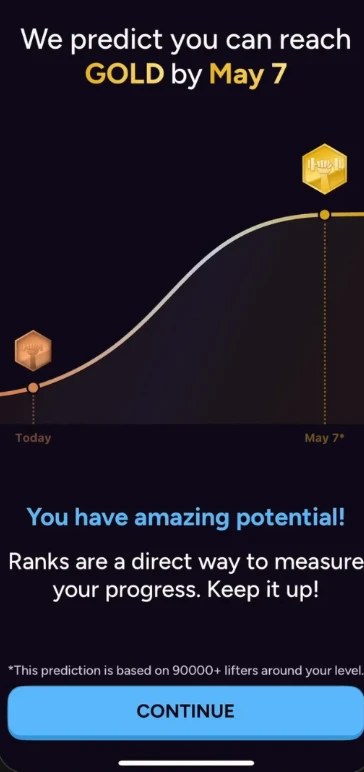 We predict you can reach
GOLD by May 7
Today
May 7*
You have amazing potential!
Ranks are a direct way to measure
your progress. Keep it up!
*This prediction is based on 90000+ lifters around your level.
CONTINUE